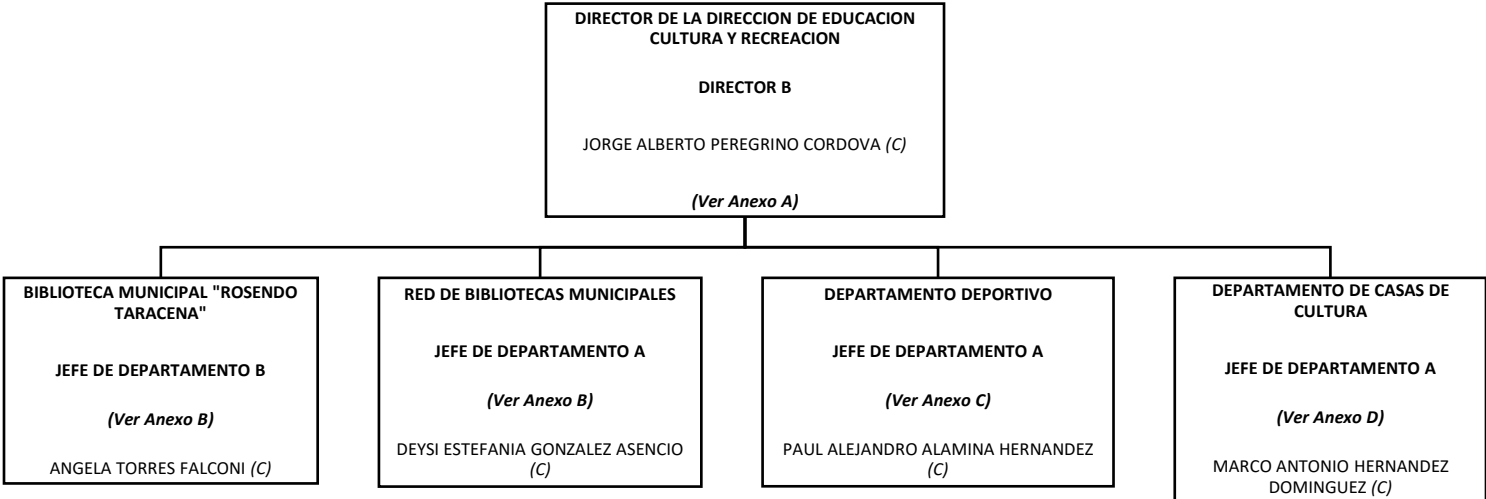 DIRECTOR DE LA DIRECCION DE EDUCACION
CULTURA Y RECREACION
DIRECTOR B
JORGE ALBERTO PEREGRINO CORDOVA (C)
(Ver Anexo A)
BIBLIOTECA MUNICIPAL "ROSENDO
TARACENA"
JEFE DE DEPARTAMENTO B
(Ver Anexo B)
ANGELA TORRES FALCONI (C)
RED DE BIBLIOTECAS MUNICIPALES
JEFE DE DEPARTAMENTO A
(Ver Anexo B)
DEYSI ESTEFANIA GONZALEZ ASENCIO
(C)
DEPARTAMENTO DEPORTIVO
JEFE DE DEPARTAMENTO A
(Ver Anexo C)
PAUL ALEJANDRO ALAMINA HERNANDEZ
(C)
DEPARTAMENTO DE CASAS DE
CULTURA
JEFE DE DEPARTAMENTO A
(Ver Anexo D)
MARCO ANTONIO HERNANDEZ
DOMINGUEZ (C)